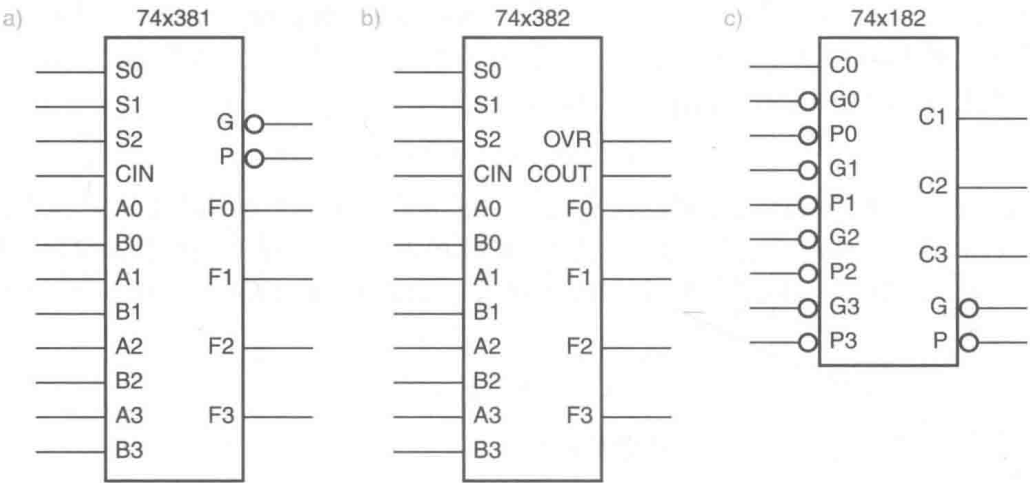 a) 74x381
S0
S1
G
S2
P
CIN
A0 F0
B0
A1 F1
B1
A2 F2
B2
A3 F3
B3
b) 74x382
S0
S1
S2 OVR
CIN COUT
A0 F0
B0
A1 F1
B1
A2 F2
B2
A3 F3
B3
c) 74x182
C0
G0
C1
P0
G1
C2
P1
G2
C3
P2
G3 G
P3 P